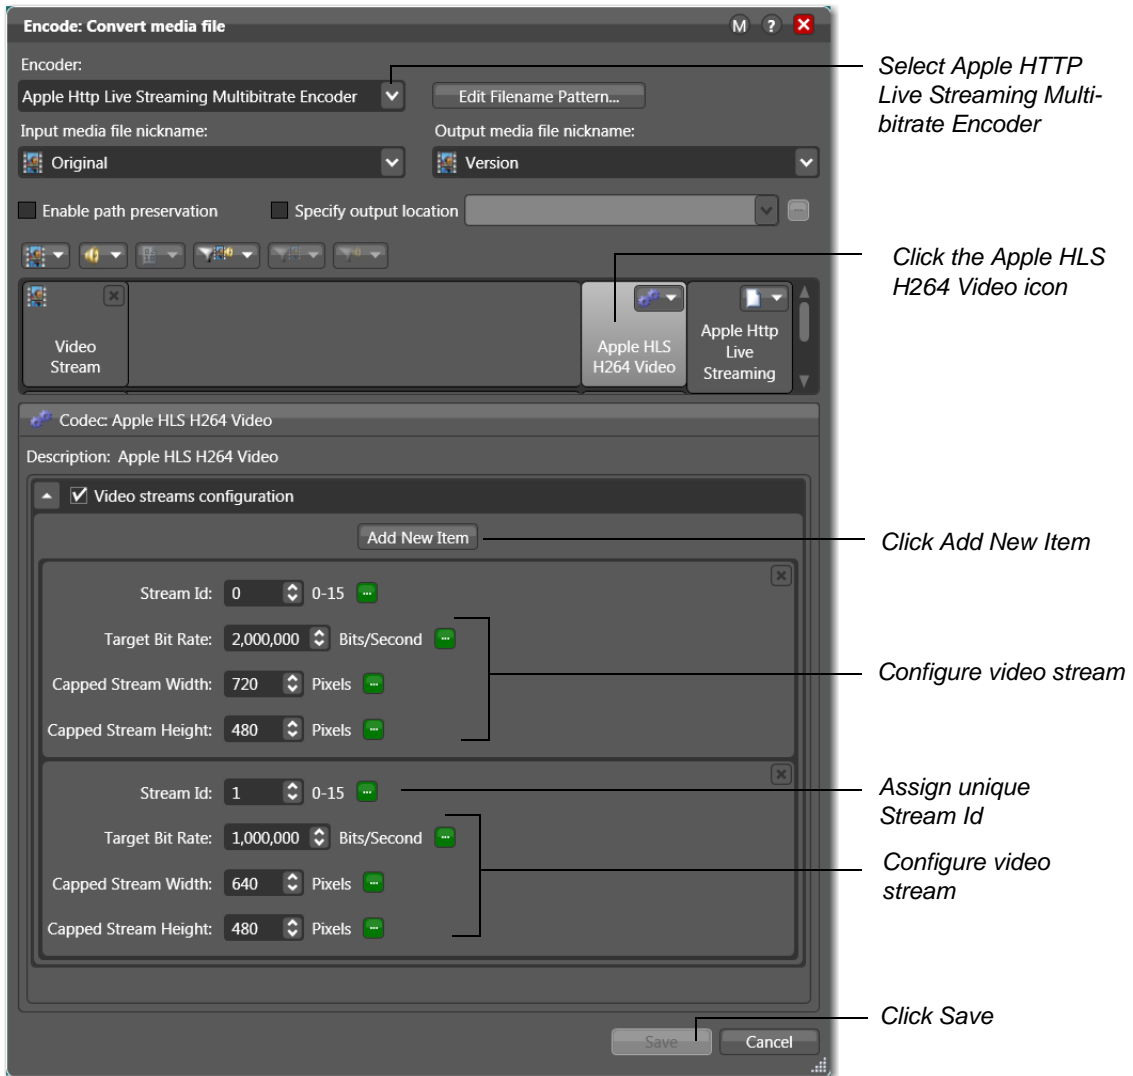 Encode: Convert media file
M ?
Encoder:
Apple Http Live Streaming Multibitrate Encoder
Edit Filename Pattern...
Input media file nickname:
Output media file nickname:
Original
Version
Enable path preservation
Specify output location
Video
Stream
Apple HLS
H264 Video
Apple Http
Live
Streaming
Codec: Apple HLS H264 Video
Description: Apple HLS H264 Video
Video streams configuration
Add New Item
Stream Id: 0 0-15
Target Bit Rate: 2,000,000 Bits/Second
Capped Stream Width: 720 Pixels
Capped Stream Height: 480 Pixels
Stream Id: 1 0-15
Target Bit Rate: 1,000,000 Bits/Second
Capped Stream Width: 640 Pixels
Capped Stream Height: 480 Pixels
Save
Cancel
Select Apple HTTP
Live Streaming Multi-
bitrate Encoder
Click the Apple HLS
H264 Video icon
Click Add New Item
Configure video stream
Assign unique
Stream Id
Configure video
stream
Click Save